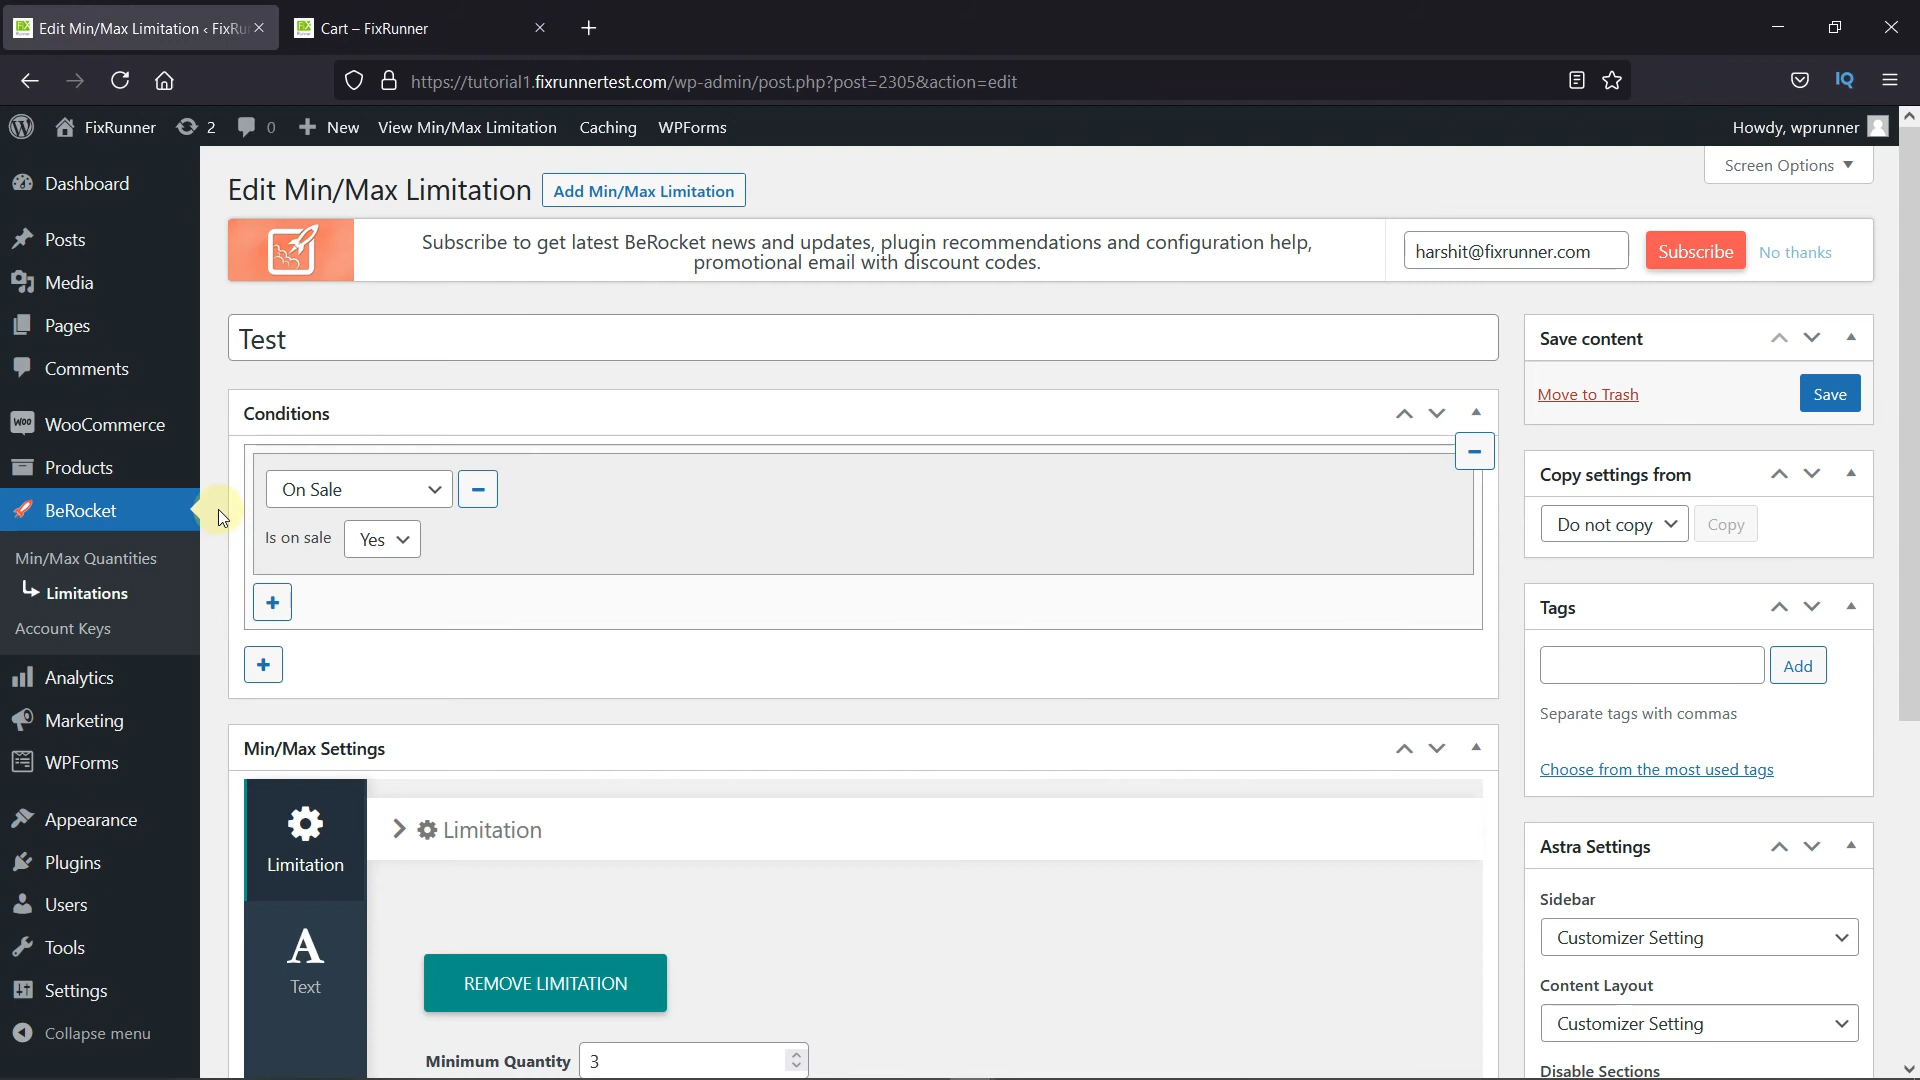 Edit Min/Max Limitation ‹ FixRu
Cart – FixRunner
https://tutorial1.fixrunnertest.com/wp-admin/post.php?post=2305&action=edit
IQ
FixRunner
2
0
New
View Min/Max Limitation
Caching
WPForms
Howdy, wprunner
Screen Options
Dashboard
Posts
Media
Pages
Comments
WooCommerce
Products
BeRocket
Min/Max Quantities
Limitations
Account Keys
Analytics
Marketing
WPForms
Appearance
Plugins
Users
Tools
Settings
Collapse menu
Edit Min/Max Limitation
Add Min/Max Limitation
Subscribe to get latest BeRocket news and updates, plugin recommendations and configuration help,
promotional email with discount codes.
harshit@fixrunner.com
Subscribe
No thanks
Test
Conditions
On Sale
Is on sale
Yes
Min/Max Settings
Limitation
Text
Limitation
REMOVE LIMITATION
Minimum Quantity
3
Save content
Move to Trash
Save
Copy settings from
Do not copy
Copy
Tags
Add
Separate tags with commas
Choose from the most used tags
Astra Settings
Sidebar
Customizer Setting
Content Layout
Customizer Setting
Disable Sections